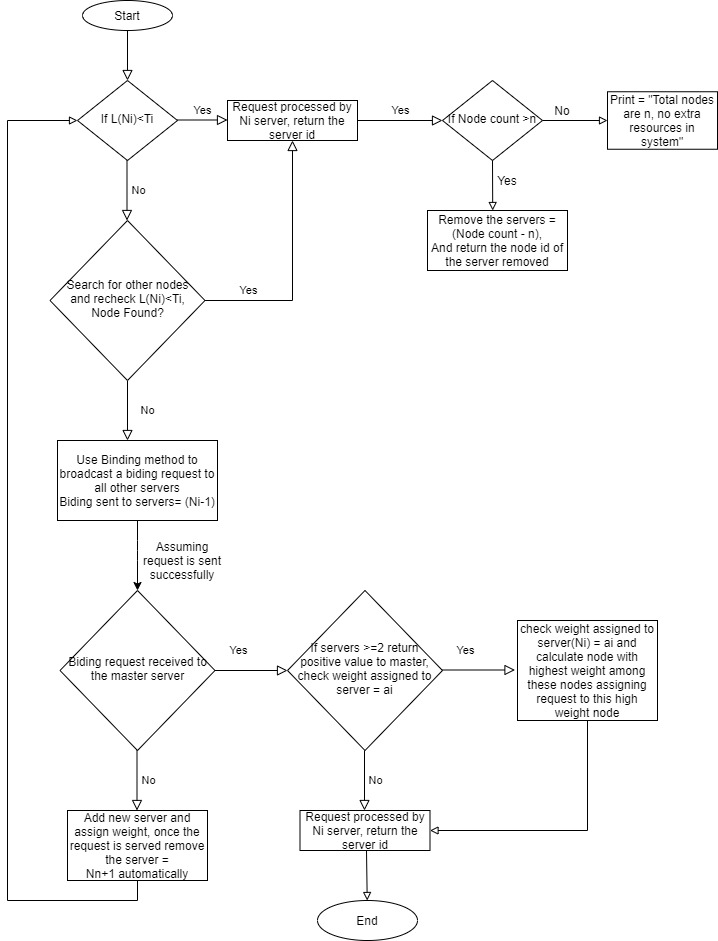 Start
If L(Ni)<Ti
Yes
Request processed by
Ni server, return the
server id
Yes
If Node count >n
No
Print = "Total nodes
are n, no extra
resources in
system"
No
Yes
Remove the servers =
(Node count - n),
And return the node id of
the server removed
Search for other nodes
and recheck L(Ni)<Ti,
Node Found?
Yes
No
Use Binding method to
broadcast a biding request to
all other servers
Biding sent to servers= (Ni-1)
Assuming
request is sent
successfully
Biding request received to
the master server
Yes
If servers >=2 return
positive value to master,
check weight assigned to
server = ai
Yes
check weight assigned to
server(Ni) = ai and
calculate node with
highest weight among
these nodes assigning
request to this high
weight node
No
No
Add new server and
assign weight, once the
request is served remove
the server =
Nn+1 automatically
Request processed by
Ni server, return the
server id
End